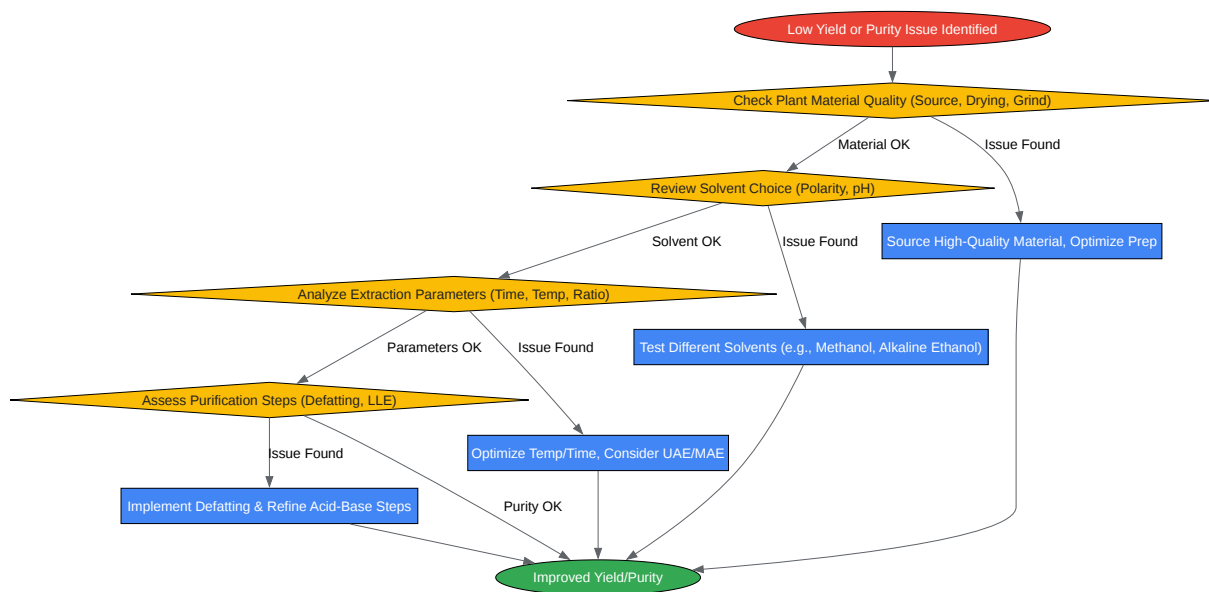 Low Yield or Purity Issue Identified
Check Plant Material Quality (Source, Drying, Grind)
Material OK
Issue Found
Review Solvent Choice (Polarity, pH)
Solvent OK
Issue Found
Source High-Quality Material, Optimize Prep
Analyze Extraction Parameters (Time, Temp, Ratio)
Parameters OK
Issue Found
Test Different Solvents (e.g., Methanol, Alkaline Ethanol)
Assess Purification Steps (Defatting, LLE)
Issue Found
Optimize Temp/Time, Consider UAE/MAE
Implement Defatting & Refine Acid-Base Steps
Purity OK
Improved Yield/Purity